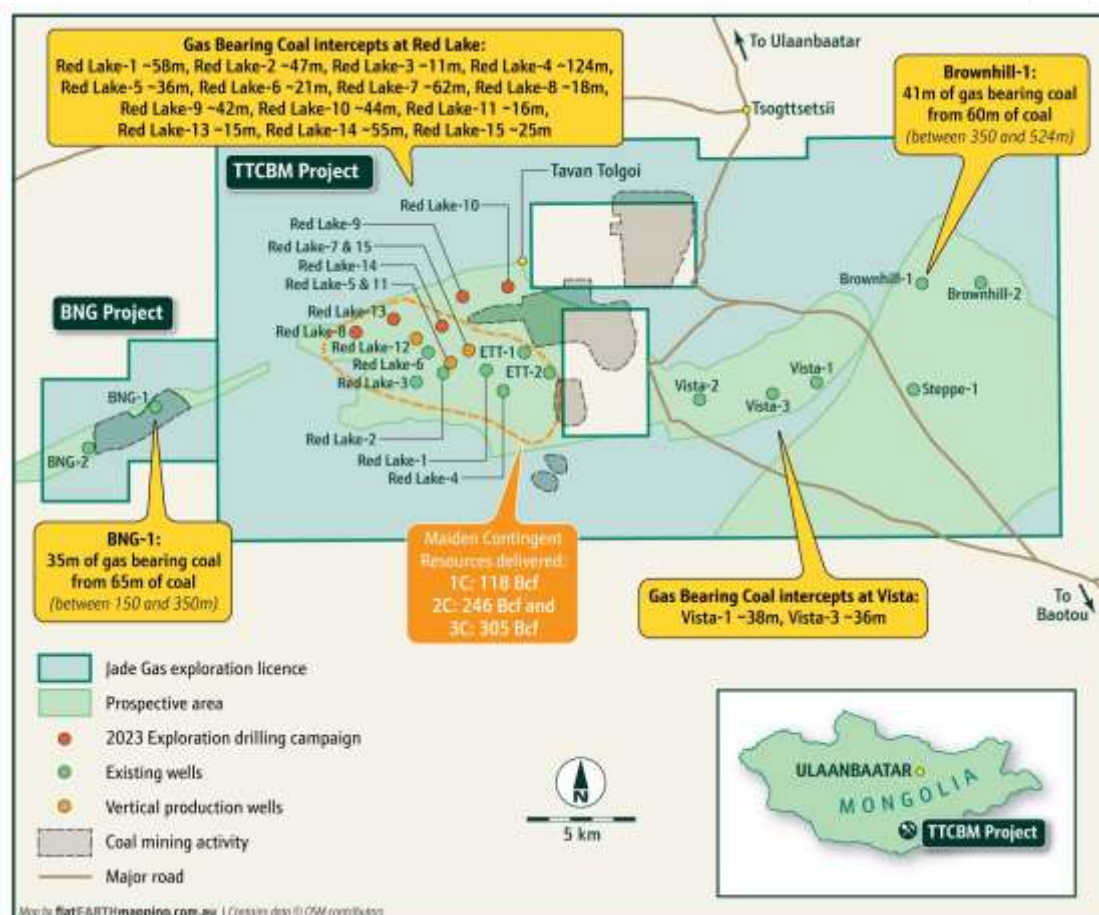 Gas Bearing Coal intercepts at Red Lake:
Red Lake-1 ~58m, Red Lake-2 ~47m, Red Lake-3 ~11m, Red Lake-4 ~124m,
Red Lake-5 ~36m, Red Lake-6 ~21m, Red Lake-7 ~62m, Red Lake-8 ~18m,
Red Lake-9 ~42m, Red Lake-10 ~44m, Red Lake-11 ~16m,
Red Lake-13 ~15m, Red Lake-14 ~55m, Red Lake-15 ~25m
To Ulaanbaatar
Tsogttsetsii
Brownhill-1:
41m of gas bearing coal
from 60m of coal
(between 350 and 524m)
TTCBM Project
Tavan Tolgoi
Red Lake-10
Red Lake-9
Red Lake-7 & 15
Red Lake-14
Red Lake-5 & 11
Red Lake-13
Red Lake-8
Red Lake-12
Red Lake-6
Red Lake-3
ETT-1
ETT-2
Red Lake-2
Red Lake-1
Red Lake-4
Brownhill-1
Brownhill-2
Vista-1
Vista-2
Vista-3
Steppe-1
BNG Project
BNG-1
BNG-2
BNG-1:
35m of gas bearing coal
from 65m of coal
(between 150 and 350m)
Maiden Contingent
Resources delivered:
1C: 118 Bcf
2C: 246 Bcf and
3C: 305 Bcf
Gas Bearing Coal intercepts at Vista:
Vista-1 ~38m, Vista-3 ~36m
To
Baotou
Jade Gas exploration licence
Prospective area
2023 Exploration drilling campaign
Existing wells
Vertical production wells
Coal mining activity
Major road
N
5 km
ULAANBAATAR
MONGOLIA
TTCBM Project
Map by flatEARTHmapping.com.au | Contains data © OSM contributors